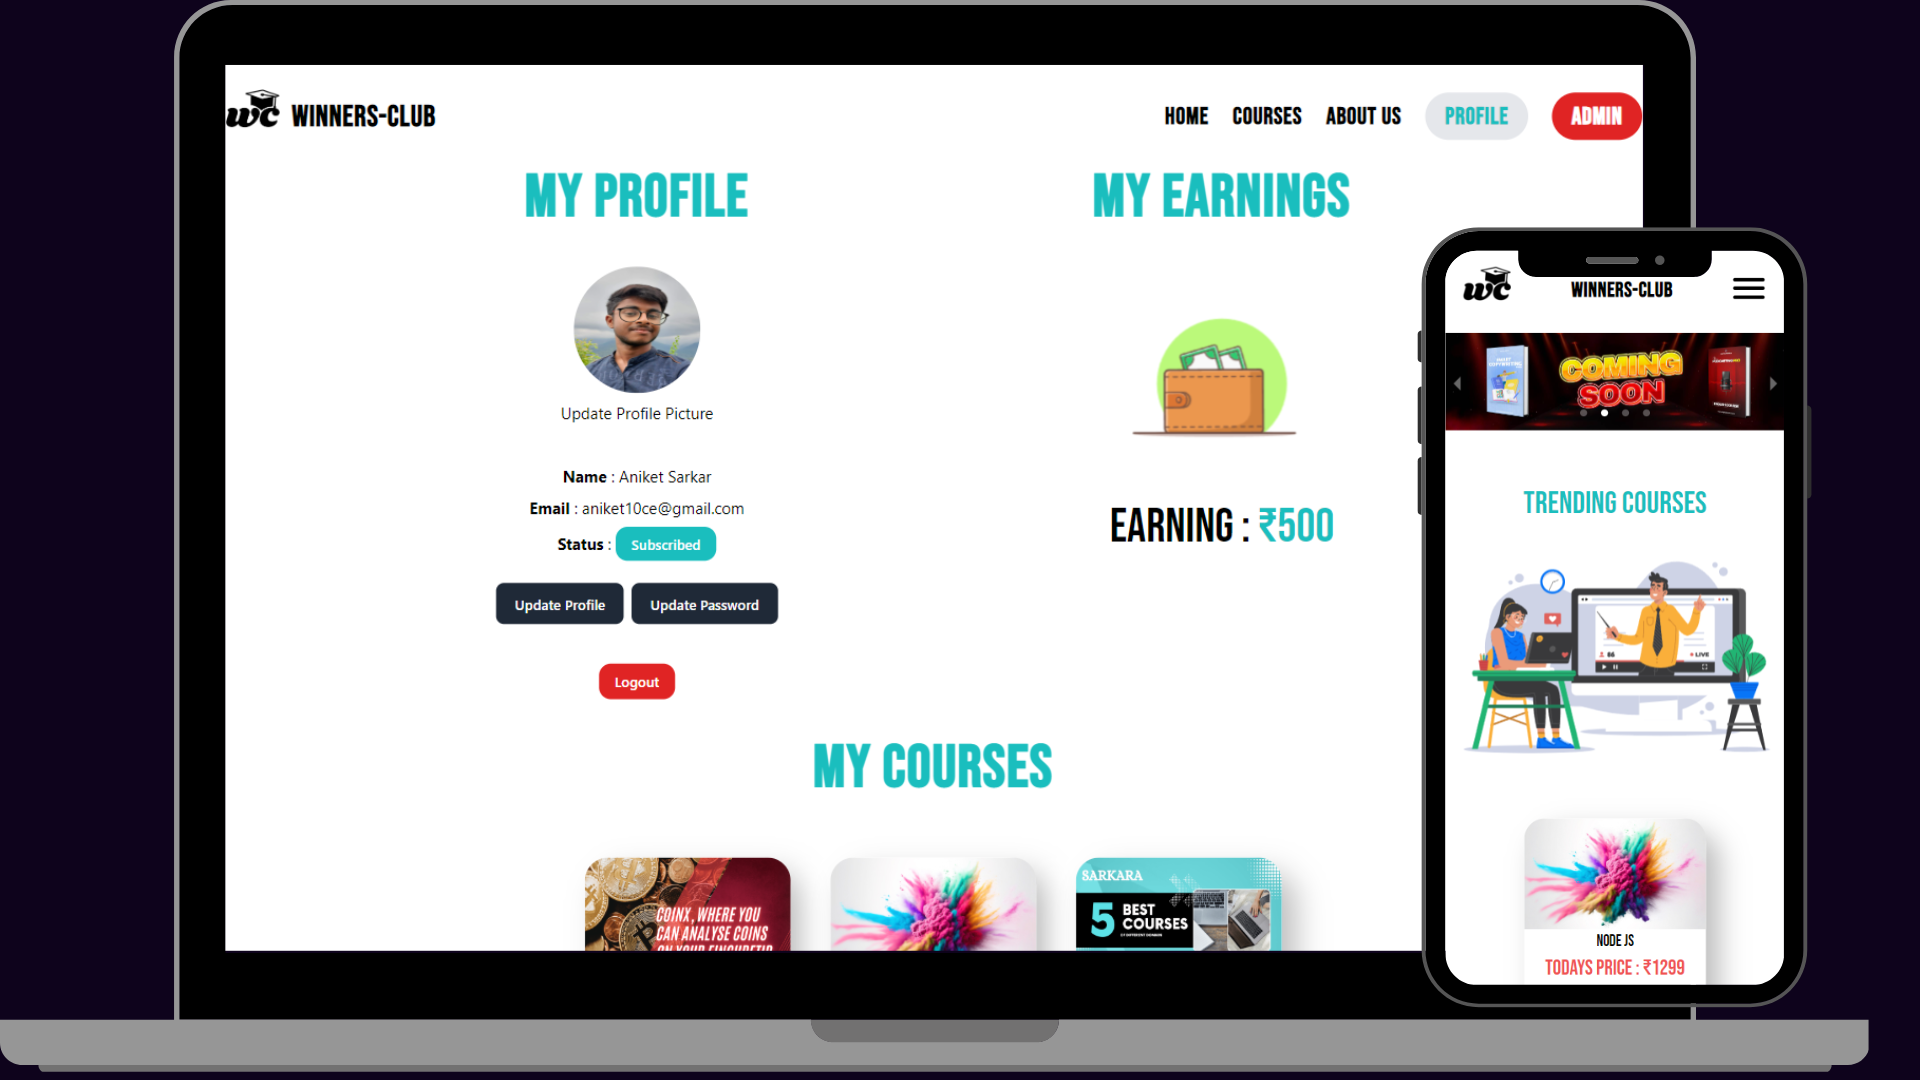 wc WINNERS-CLUB
HOME COURSES ABOUT US PROFILE ADMIN
MY PROFILE
Update Profile Picture
Name : Aniket Sarkar
Email : aniket10ce@gmail.com
Status : Subscribed
Update Profile Update Password
Logout
MY EARNINGS
EARNING : ₹500
MY COURSES
COINX, WHERE YOU
CAN ANALYSE COINS
SARKARA
5 BEST
COURSES
wc WINNERS-CLUB
COMING
SOON
TRENDING COURSES
86 LIVE
NODE JS
TODAYS PRICE : ₹1299